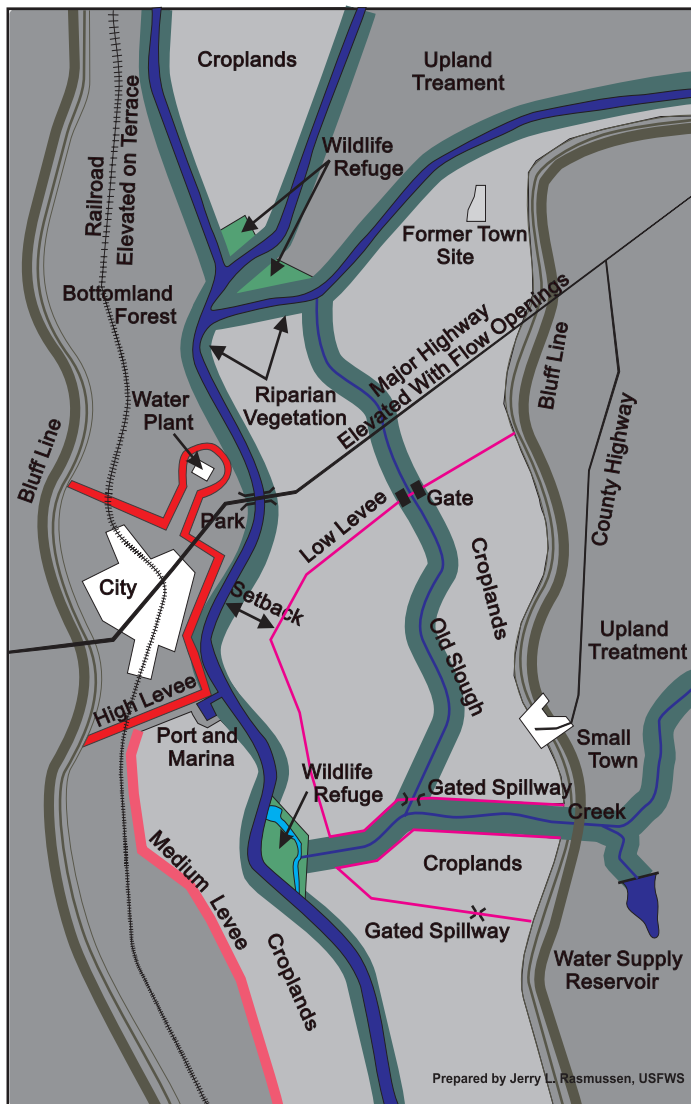 Croplands
Upland
Treament
Railroad
Elevated on Terrace
Wildlife
Refuge
Former Town
Site
Bottomland
Forest
Major Highway
Elevated With Flow Openings
Riparian
Vegetation
Bluff Line
Water
Plant
Bluff Line
County Highway
Gate
Low Levee
Park
Croplands
City
Setback
Old Slough
Upland
Treatment
High Levee
Port and
Marina
Small
Town
Wildlife
Refuge
Gated Spillway
Creek
Medium Levee
Croplands
Gated Spillway
Croplands
Water Supply
Reservoir
Prepared by Jerry L. Rasmussen, USFWS